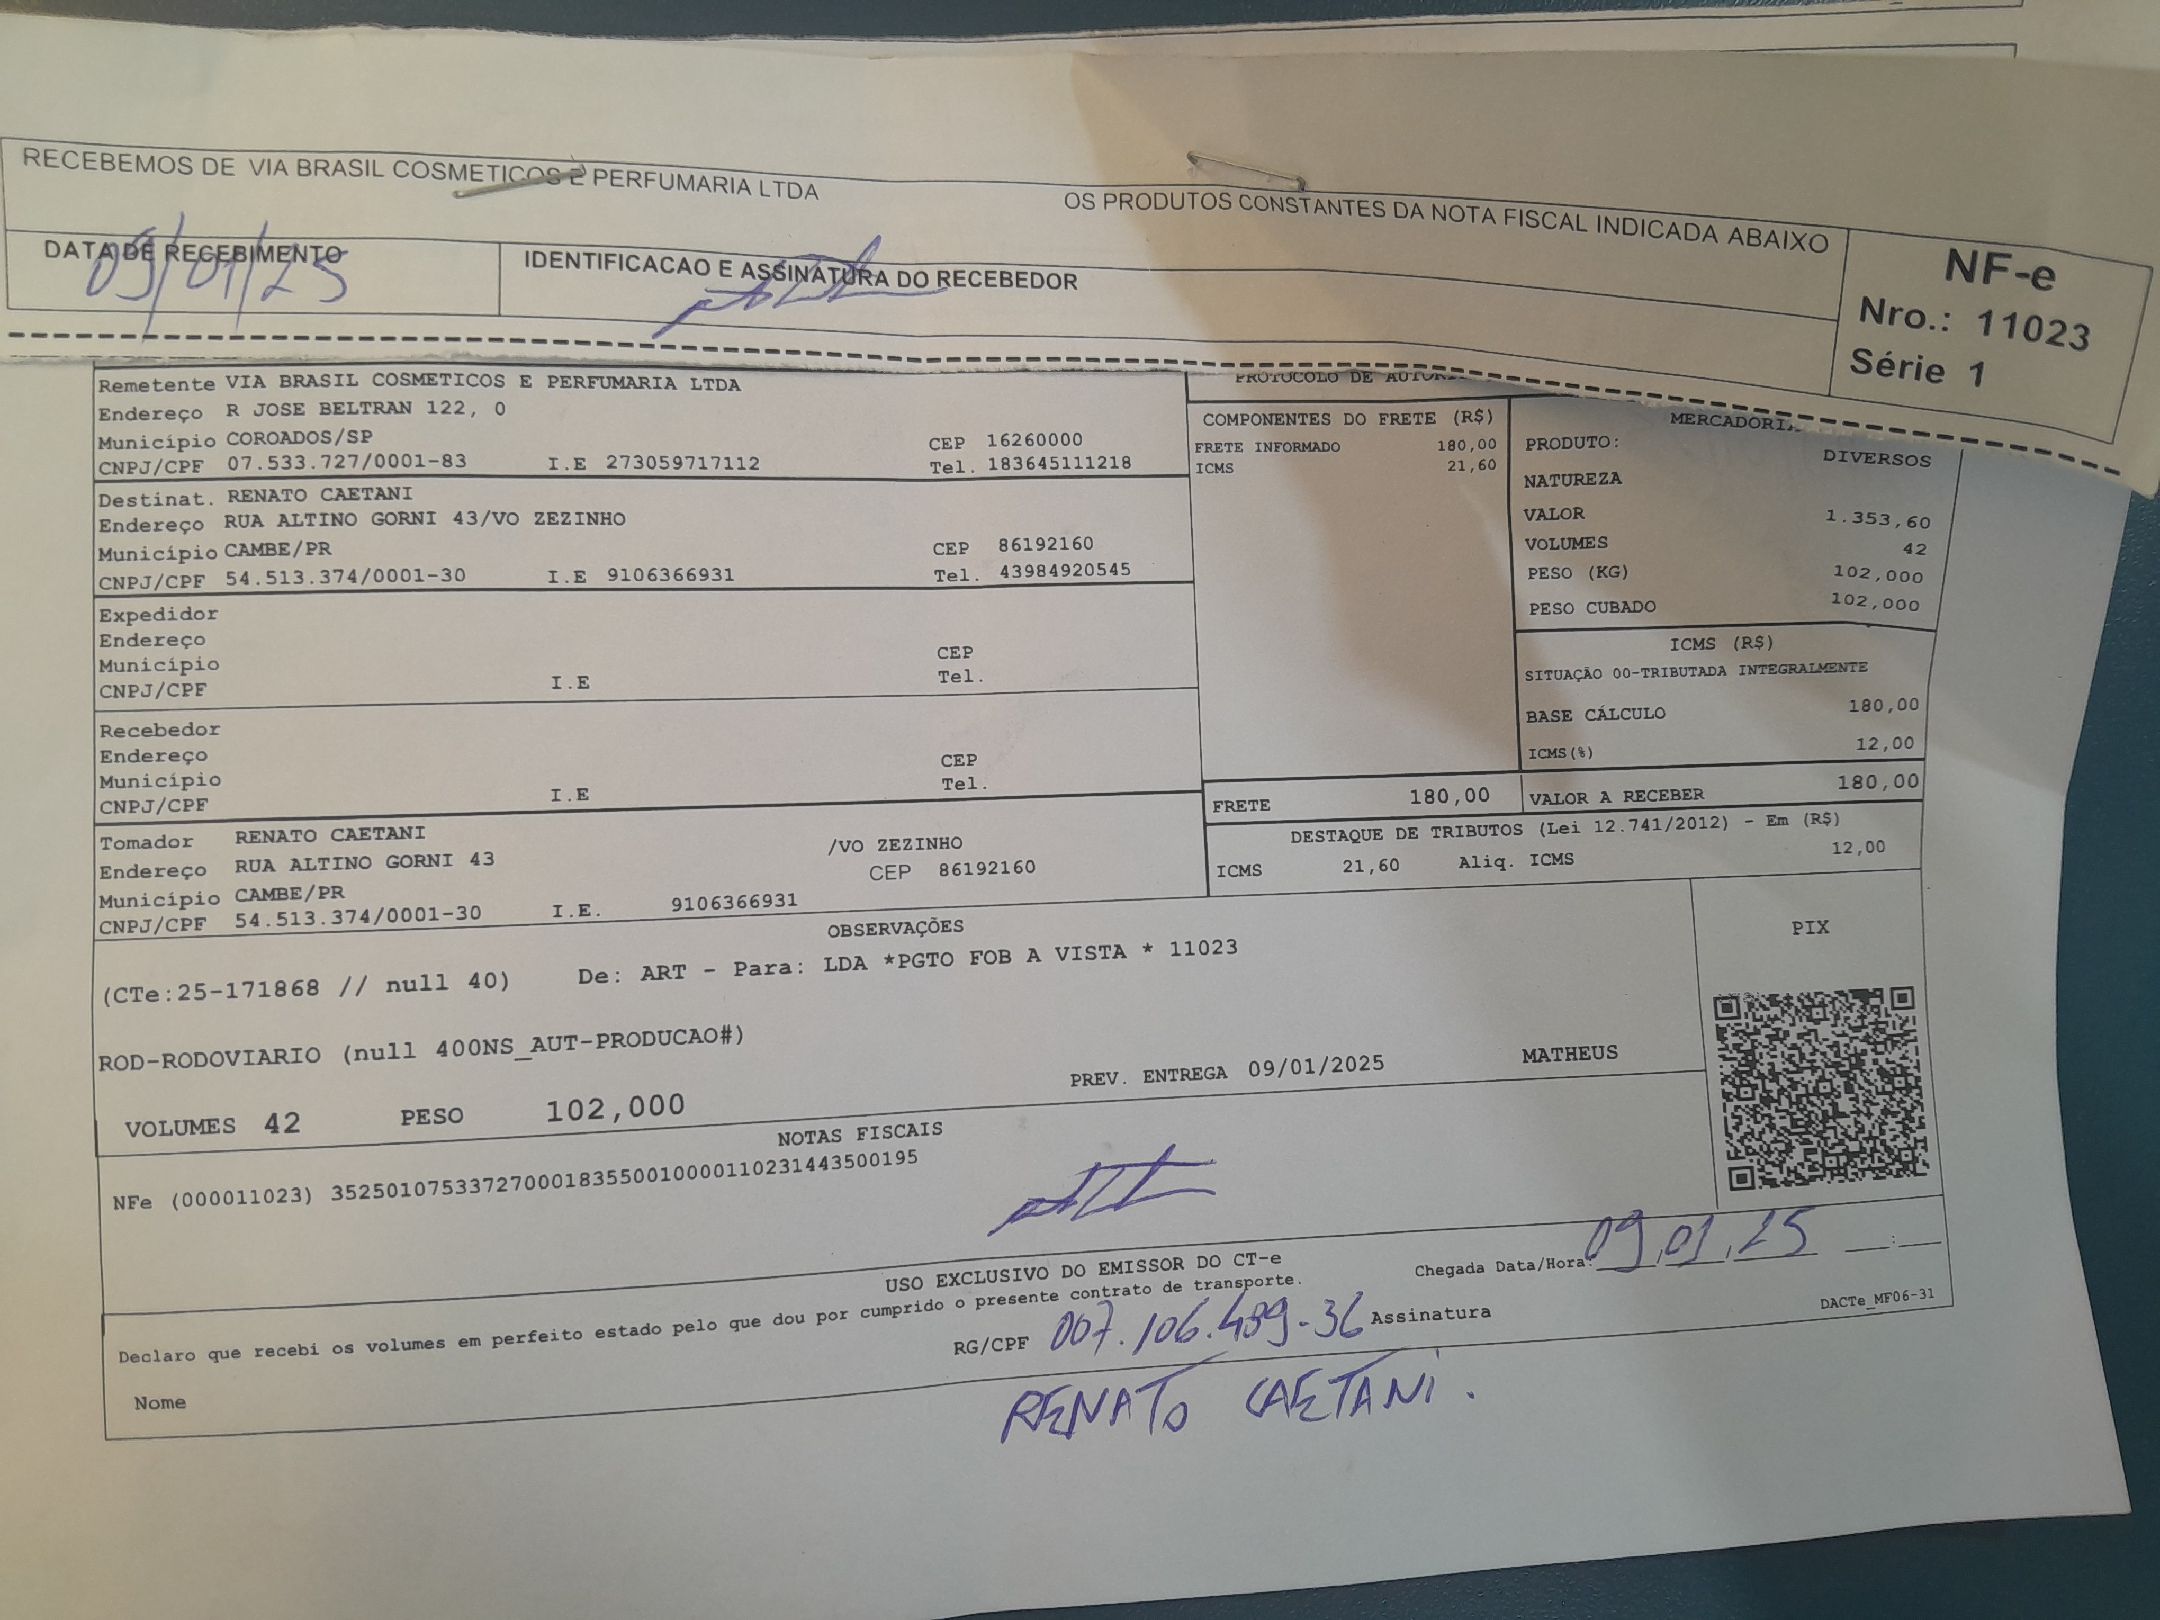 RECEBEMOS DE VIA BRASIL COSMETICOS E PERFUMARIA LTDA OS PRODUTOS CONSTANTES DA NOTA FISCAL INDICADA ABAIXO
DATA DE RECEBIMENTO
09/01/25
IDENTIFICACAO E ASSINATURA DO RECEBEDOR
NF-e
Nro.: 11023
Série 1
Remetente VIA BRASIL COSMETICOS E PERFUMARIA LTDA
Endereço R JOSE BELTRAN 122, 0
Município COROADOS/SP CEP 16260000
CNPJ/CPF 07.533.727/0001-83 I.E 273059717112 Tel. 183645111218
Destinat. RENATO CAETANI
Endereço RUA ALTINO GORNI 43/VO ZEZINHO
Município CAMBE/PR CEP 86192160
CNPJ/CPF 54.513.374/0001-30 I.E 9106366931 Tel. 43984920545
Expedidor
Endereço
Município CEP
CNPJ/CPF I.E Tel.
Recebedor
Endereço
Município CEP
CNPJ/CPF I.E Tel.
Tomador RENATO CAETANI
Endereço RUA ALTINO GORNI 43 /VO ZEZINHO
Município CAMBE/PR CEP 86192160
CNPJ/CPF 54.513.374/0001-30 I.E. 9106366931
PROTOCOLO DE
COMPONENTES DO FRETE (R$)
FRETE INFORMADO 180,00
ICMS 21,60
PRODUTO: DIVERSOS
NATUREZA
VALOR 1.353,60
VOLUMES 42
PESO (KG) 102,000
PESO CUBADO 102,000
ICMS (R$)
SITUAÇÃO 00-TRIBUTADA INTEGRALMENTE
BASE CÁLCULO 180,00
ICMS(%) 12,00
FRETE 180,00 VALOR A RECEBER 180,00
DESTAQUE DE TRIBUTOS (Lei 12.741/2012) - Em (R$)
ICMS 21,60 Aliq. ICMS 12,00
OBSERVAÇÕES
(CTe:25-171868 // null 40) De: ART - Para: LDA *PGTO FOB A VISTA * 11023
ROD-RODOVIARIO (null 400NS_AUT-PRODUCAO#)
PREV. ENTREGA 09/01/2025 MATHEUS
VOLUMES 42 PESO 102,000
PIX
NOTAS FISCAIS
NFe (000011023) 35250107533727000183550010000110231443500195
USO EXCLUSIVO DO EMISSOR DO CT-e
Declaro que recebi os volumes em perfeito estado pelo que dou por cumprido o presente contrato de transporte.
Chegada Data/Hora: 09,01,25 :
Nome RG/CPF 007.106.489-36 Assinatura
DACTe_MF06-31
RENATO CAETANI.